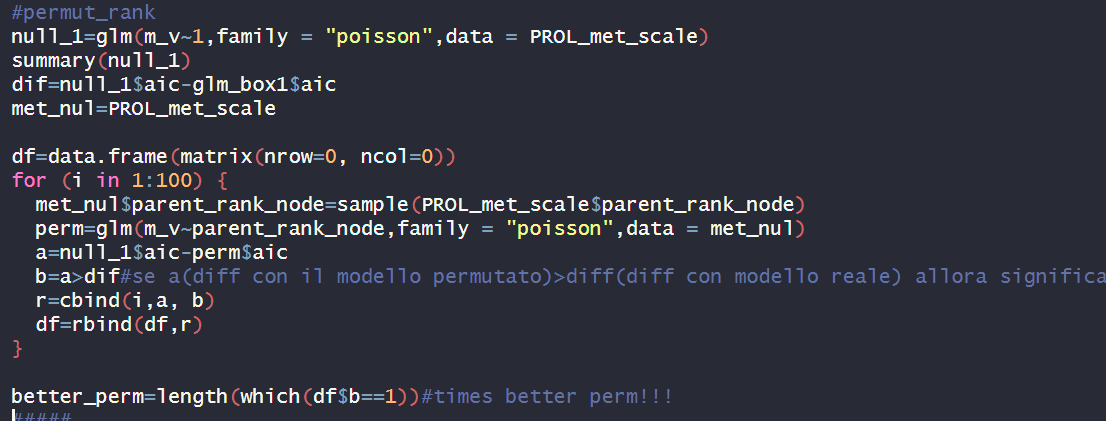 #permut_rank
null_1=glm(m_v~1,family = "poisson",data = PROL_met_scale)
summary(null_1)
dif=null_1$aic-glm_box1$aic
met_nul=PROL_met_scale
df=data.frame(matrix(nrow=0, ncol=0))
for (i in 1:100) {
  met_nul$parent_rank_node=sample(PROL_met_scale$parent_rank_node)
  perm=glm(m_v~parent_rank_node,family = "poisson",data = met_nul)
  a=null_1$aic-perm$aic
  b=a>dif#se a(diff con il modello permutato)>diff(diff con modello reale) allora significa
  r=cbind(i,a, b)
  df=rbind(df,r)
}
better_perm=length(which(df$b==1))#times better perm!!!
#####